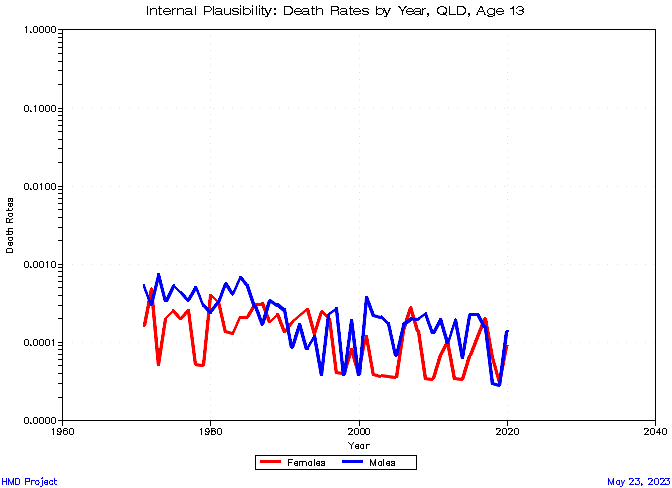 Internal Plausibility: Death Rates by Year, QLD, Age 13
1.0000
0.1000
0.0100
0.0010
0.0001
0.0000
Death Rates
1960
1980
2000
2020
2040
Year
Females
Males
HMD Project
May 23, 2023